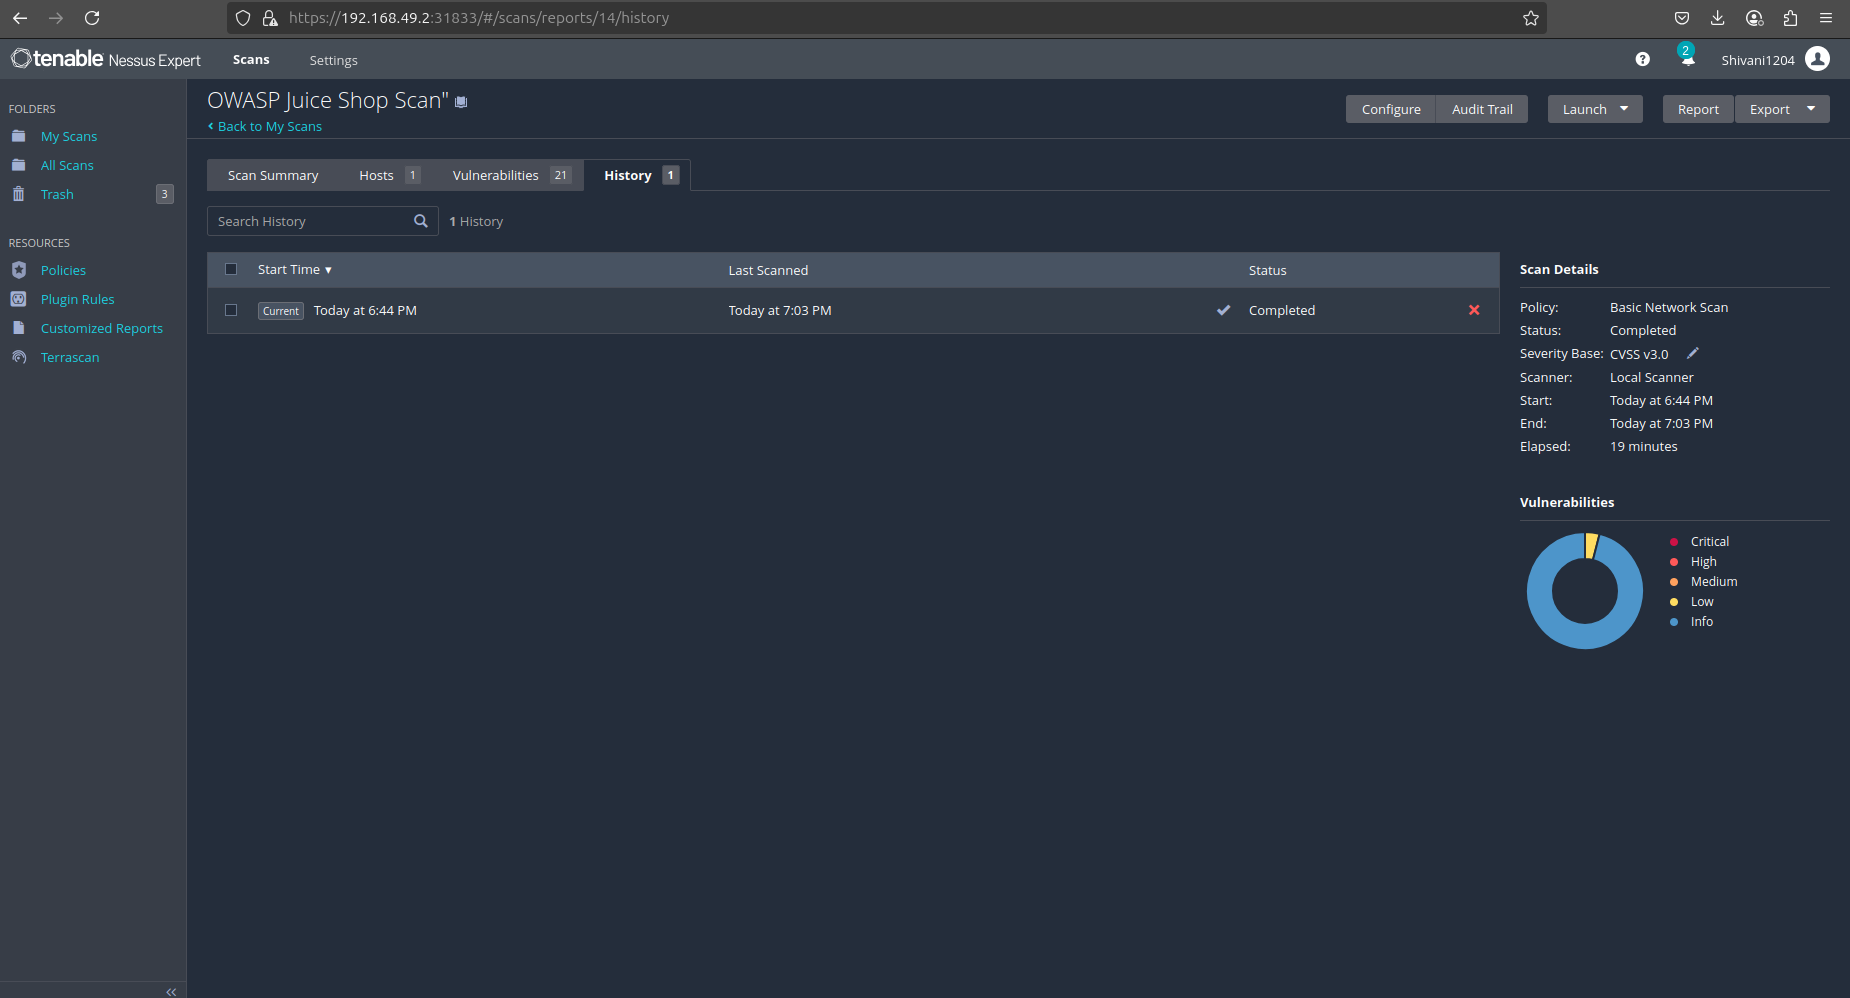 https://192.168.49.2:31833/#/scans/reports/14/history
tenable Nessus Expert
Scans
Settings
?
2
Shivani1204
FOLDERS
My Scans
All Scans
Trash
3
RESOURCES
Policies
Plugin Rules
Customized Reports
Terrascan
«
OWASP Juice Shop Scan"
‹ Back to My Scans
Configure
Audit Trail
Launch
Report
Export
Scan Summary
Hosts 1
Vulnerabilities 21
History 1
Search History
1 History
Start Time ▾
Last Scanned
Status
Current Today at 6:44 PM
Today at 7:03 PM
Completed
Scan Details
Policy: Basic Network Scan
Status: Completed
Severity Base: CVSS v3.0
Scanner: Local Scanner
Start: Today at 6:44 PM
End: Today at 7:03 PM
Elapsed: 19 minutes
Vulnerabilities
Critical
High
Medium
Low
Info